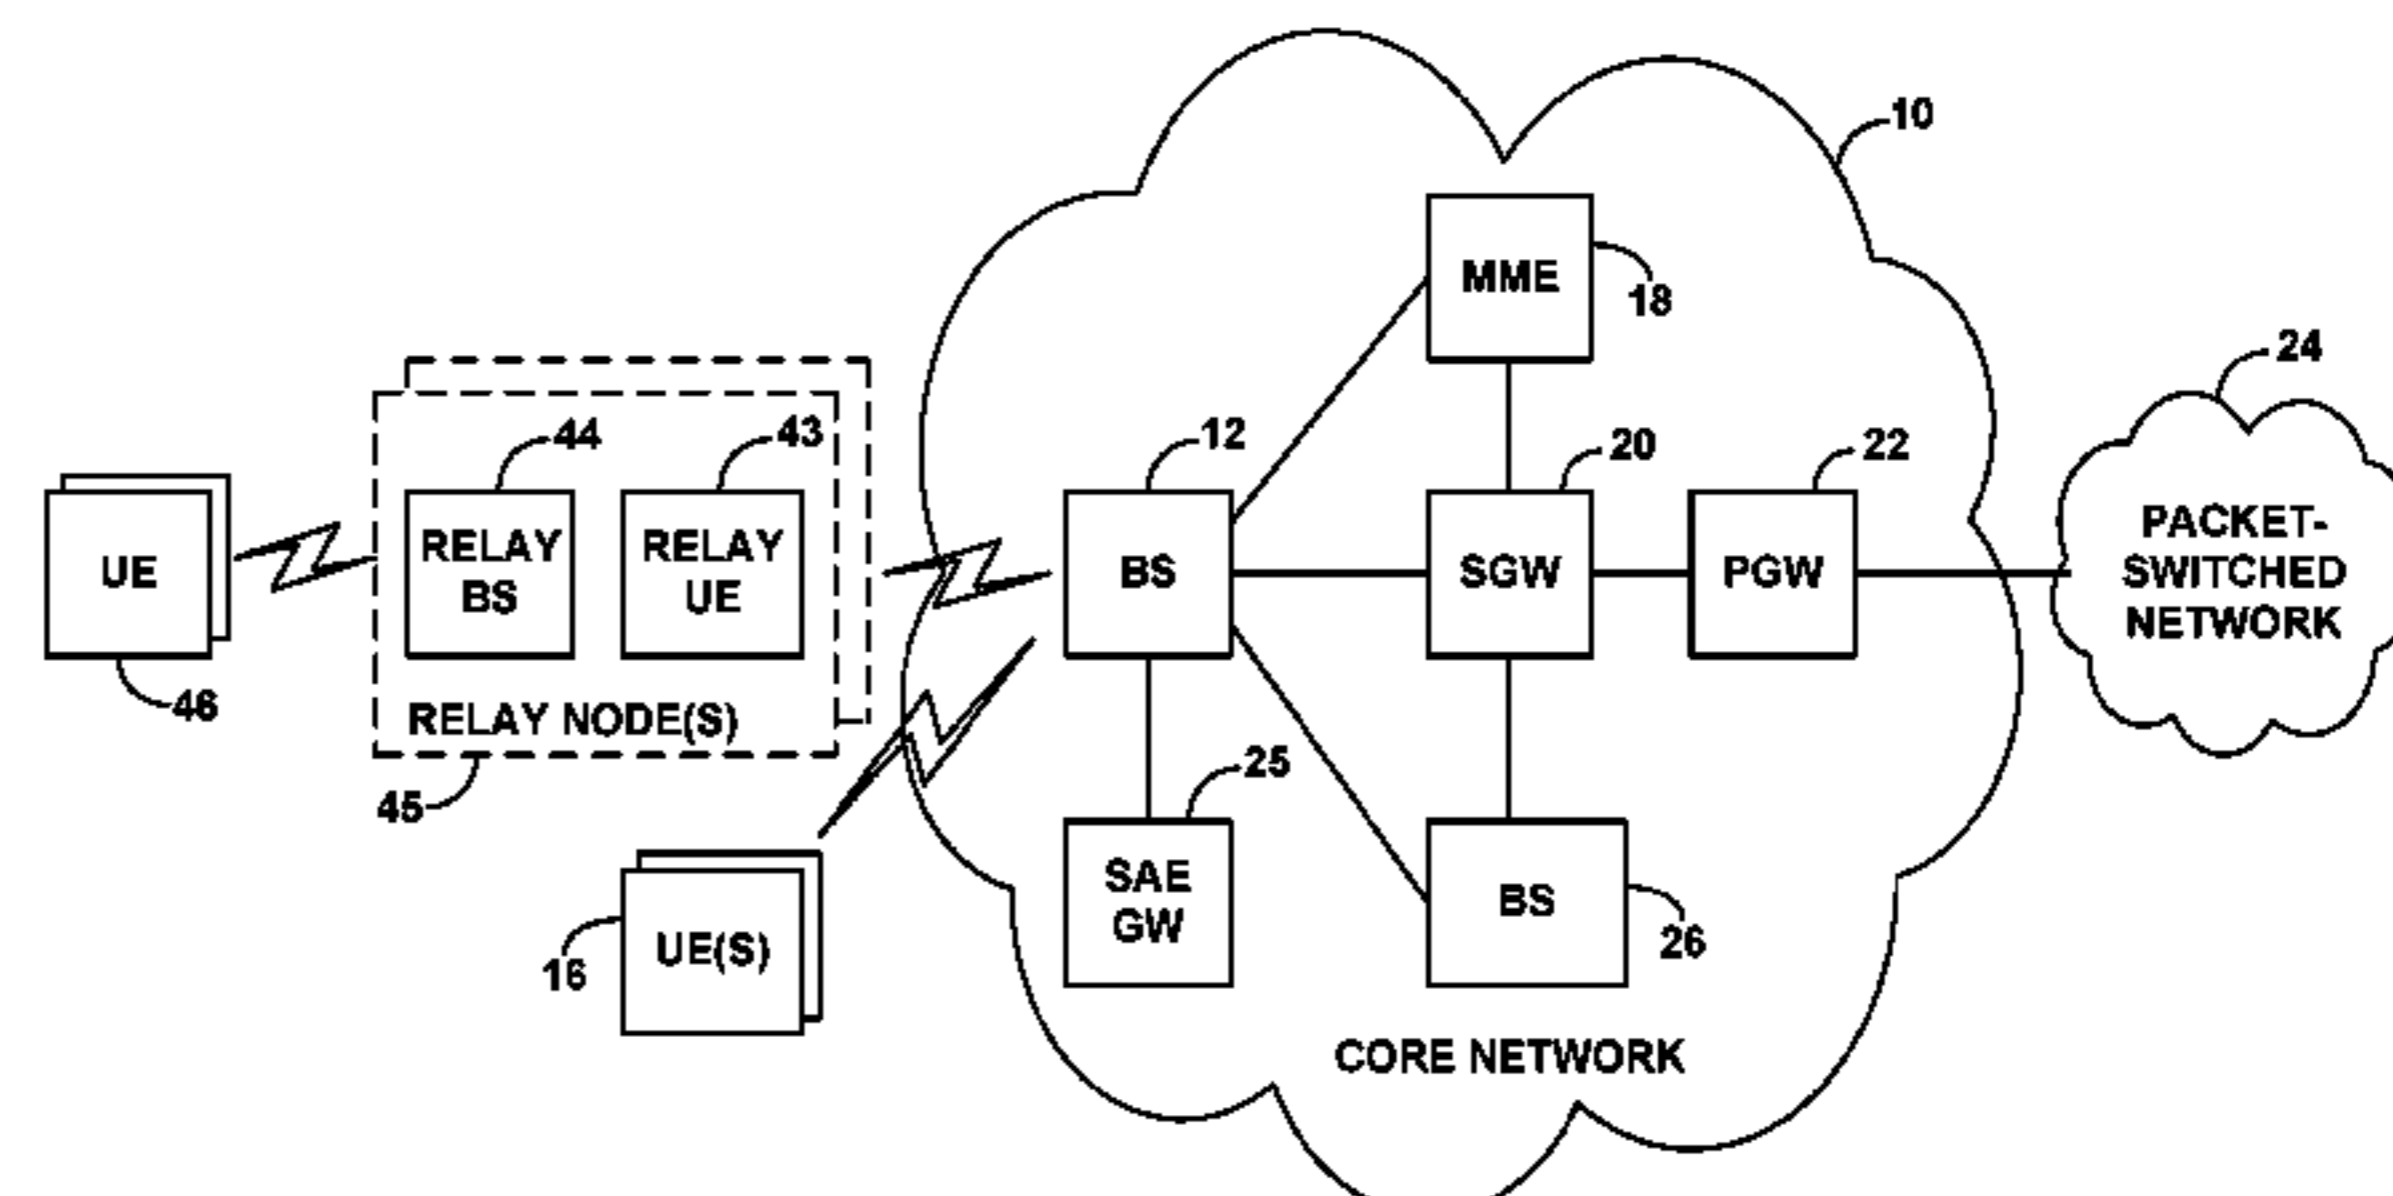 10
MME
18
24
44
43
12
20
22
UE
RELAY
BS
RELAY
UE
BS
SGW
PGW
PACKET-
SWITCHED
NETWORK
46
RELAY NODE(S)
45
25
SAE
GW
BS
26
16
UE(S)
CORE NETWORK